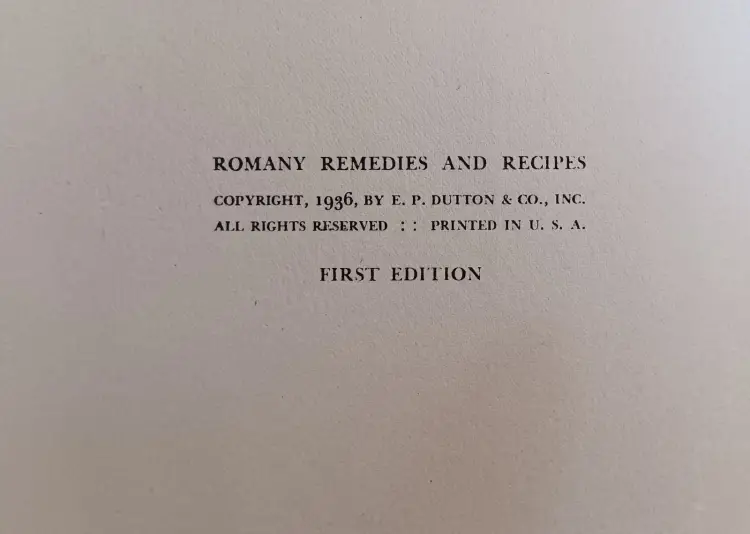 ROMANY REMEDIES AND RECIPES
COPYRIGHT, 1936, BY E. P. DUTTON & CO., INC.
ALL RIGHTS RESERVED : : PRINTED IN U. S. A.
FIRST EDITION